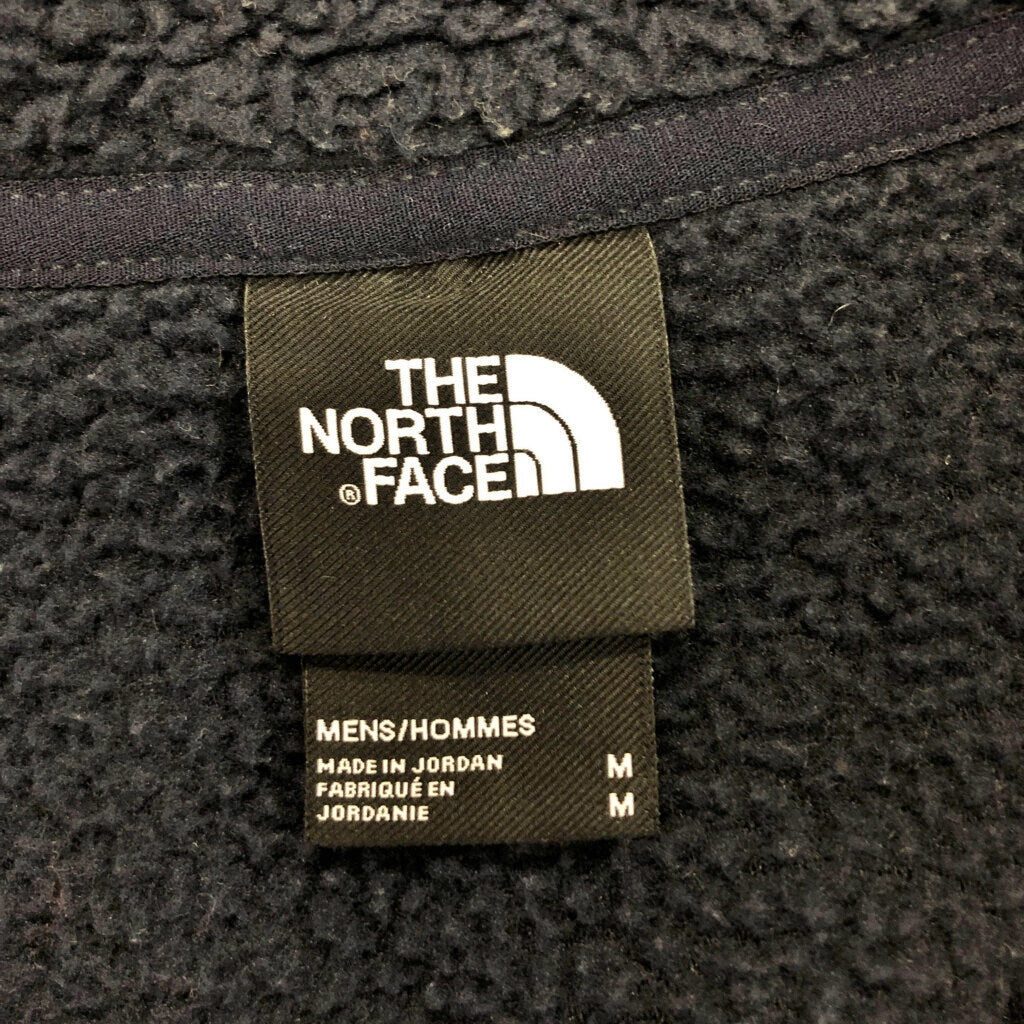 THE
NORTH
®FACE
MENS/HOMMES
MADE IN JORDAN M
FABRIQUÉ EN
JORDANIE M